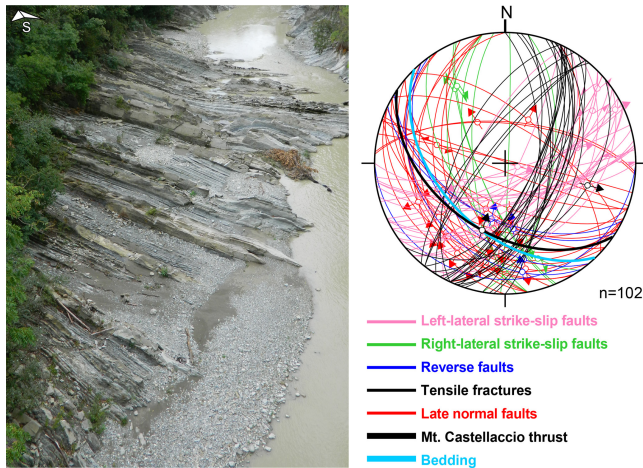 S
N
n=102
Left-lateral strike-slip faults
Right-lateral strike-slip faults
Reverse faults
Tensile fractures
Late normal faults
Mt. Castellaccio thrust
Bedding